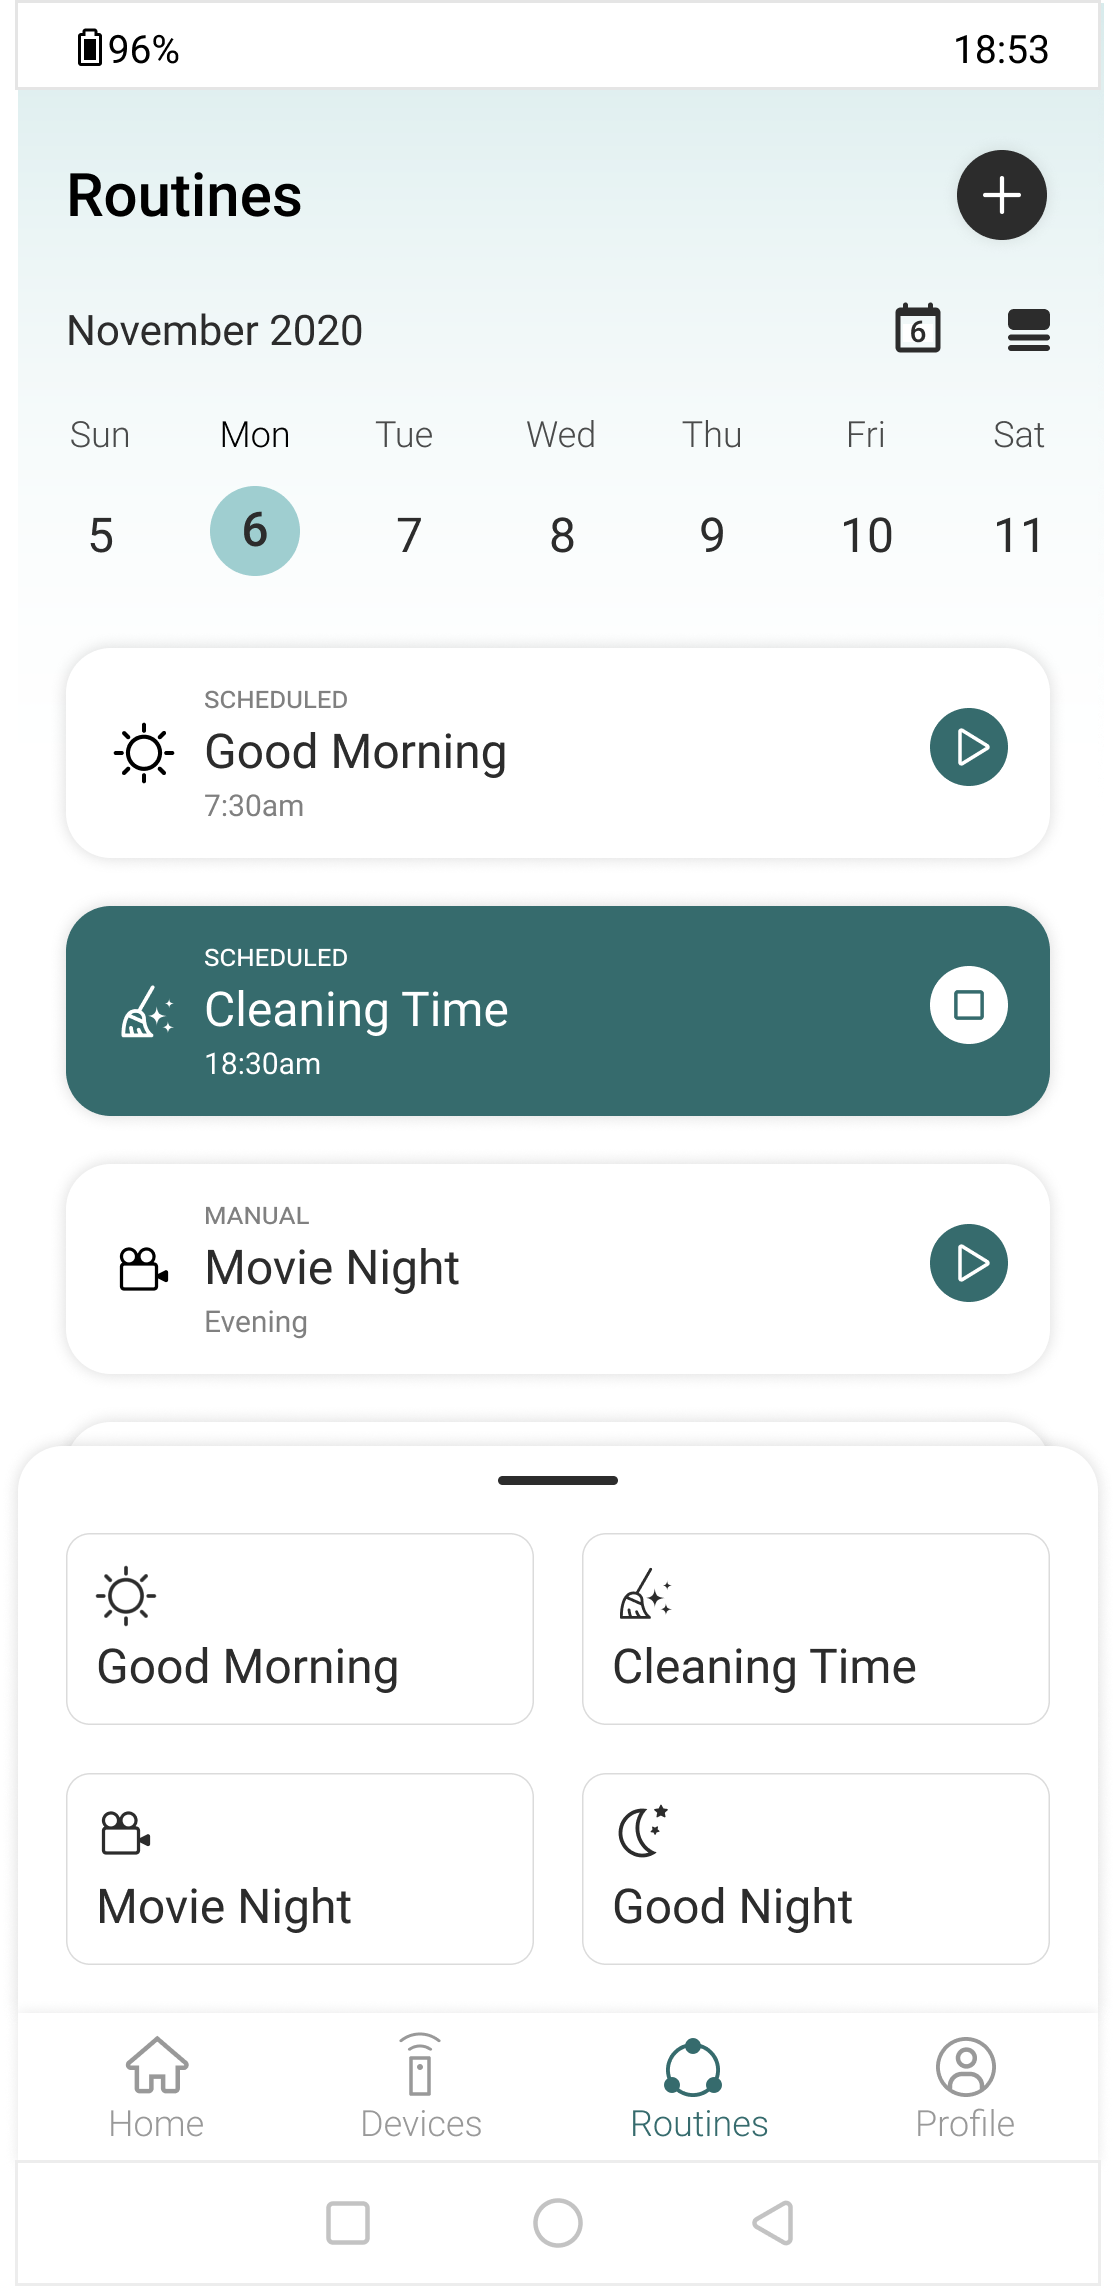 96% 18:53
Routines
November 2020 6
Sun Mon Tue Wed Thu Fri Sat
5 6 7 8 9 10 11
SCHEDULED
Good Morning
7:30am
SCHEDULED
Cleaning Time
18:30am
MANUAL
Movie Night
Evening
Good Morning Cleaning Time
Movie Night Good Night
Home Devices Routines Profile